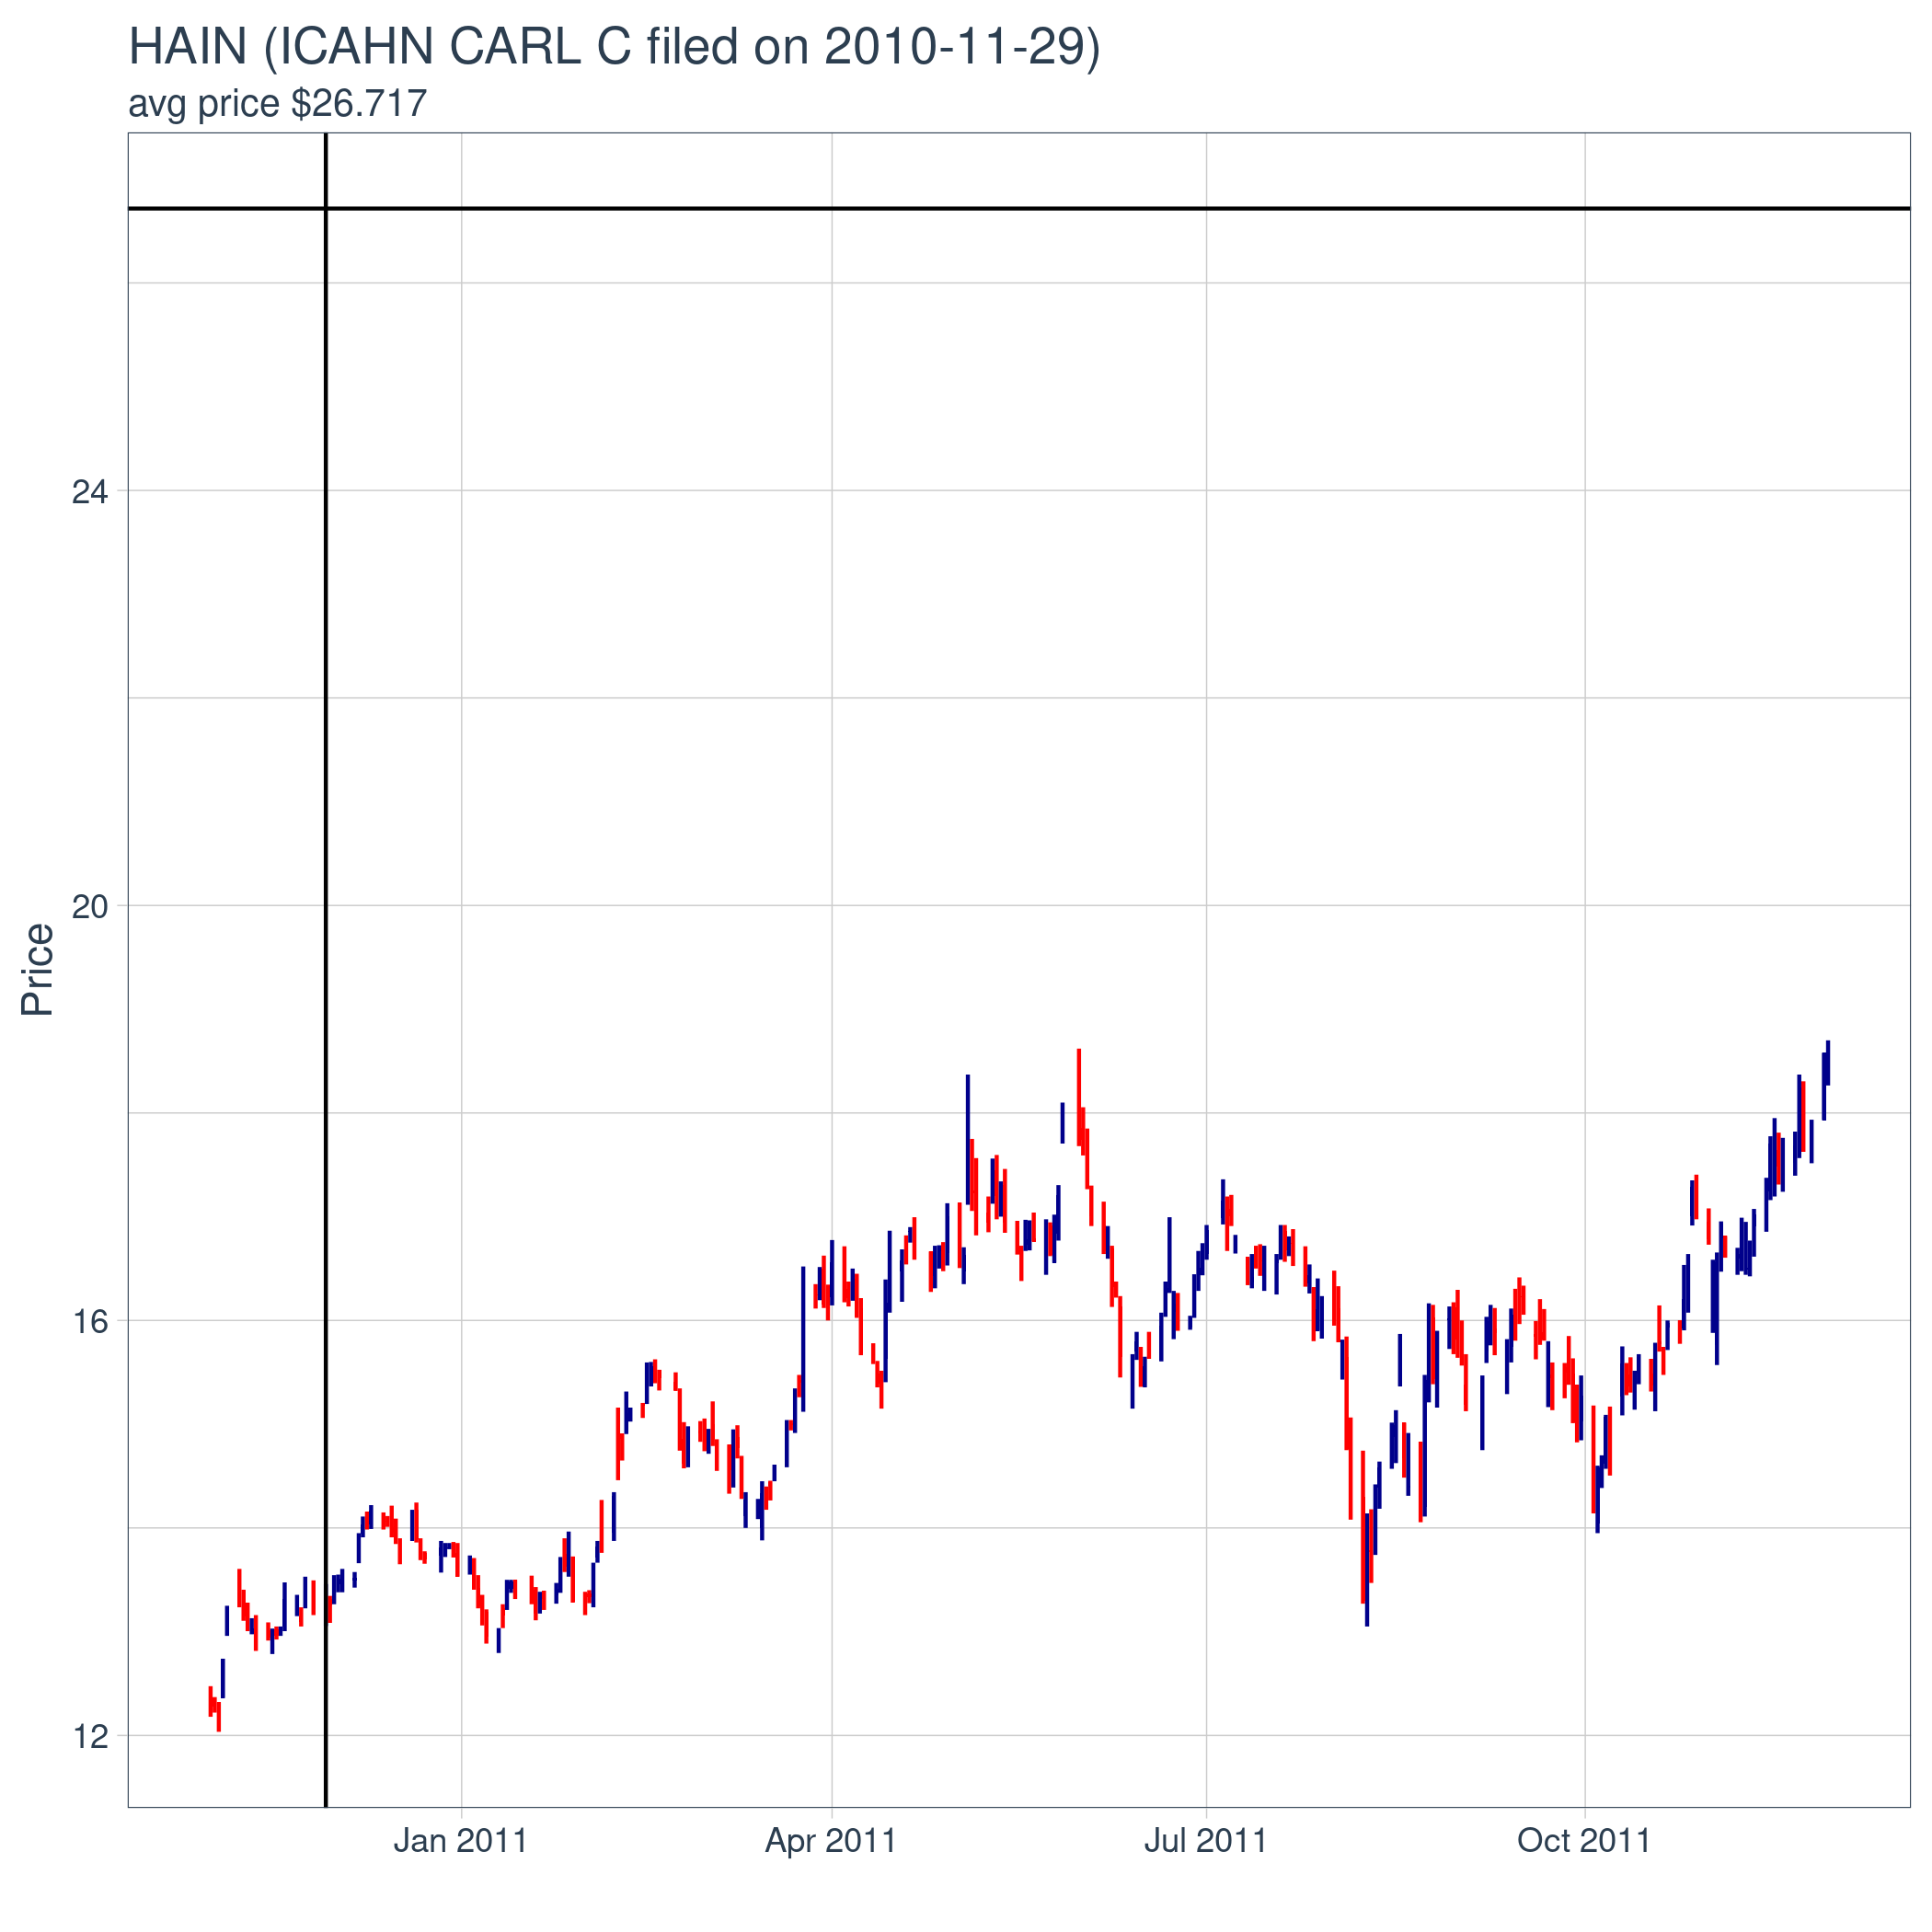 HAIN (ICAHN CARL C filed on 2010-11-29)
avg price $26.717
24
20
16
12
Price
Jan 2011
Apr 2011
Jul 2011
Oct 2011